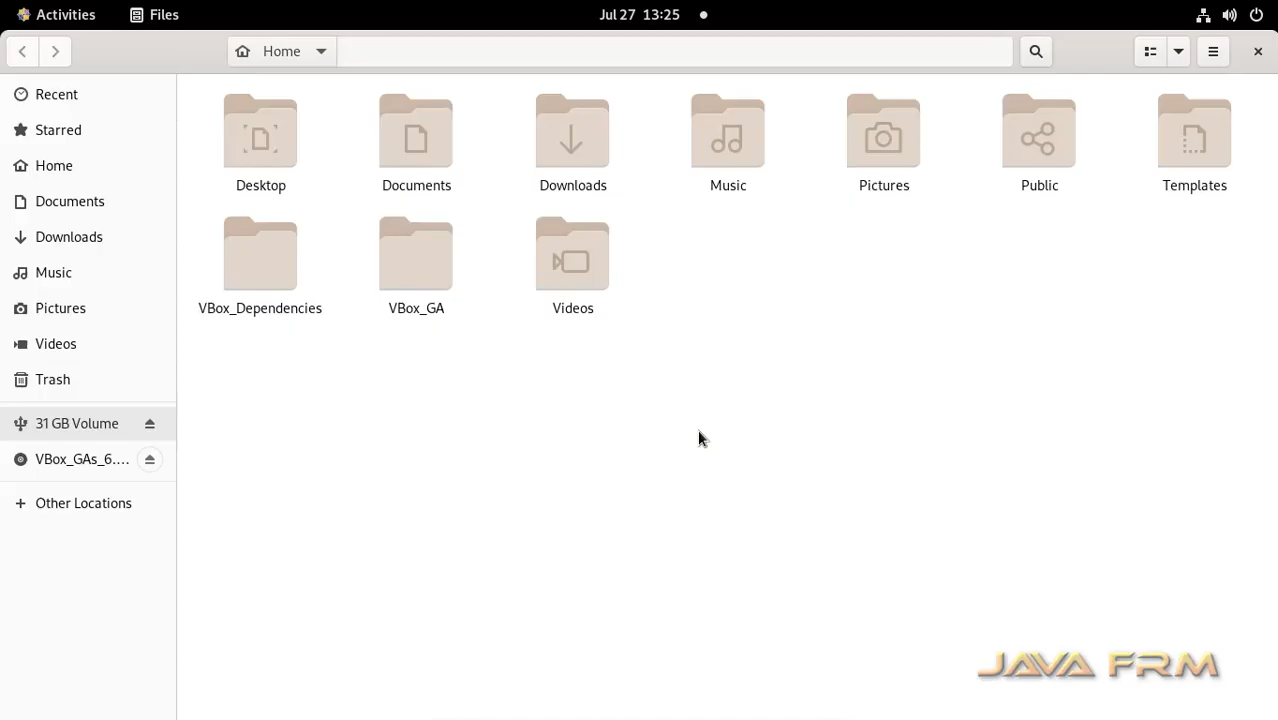 Activities Files Jul 27 13:25
Home
Recent
Starred
Home
Documents
Downloads
Music
Pictures
Videos
Trash
31 GB Volume
VBox_GAs_6....
Other Locations
Desktop Documents Downloads Music Pictures Public Templates
VBox_Dependencies VBox_GA Videos
JAVA FRM